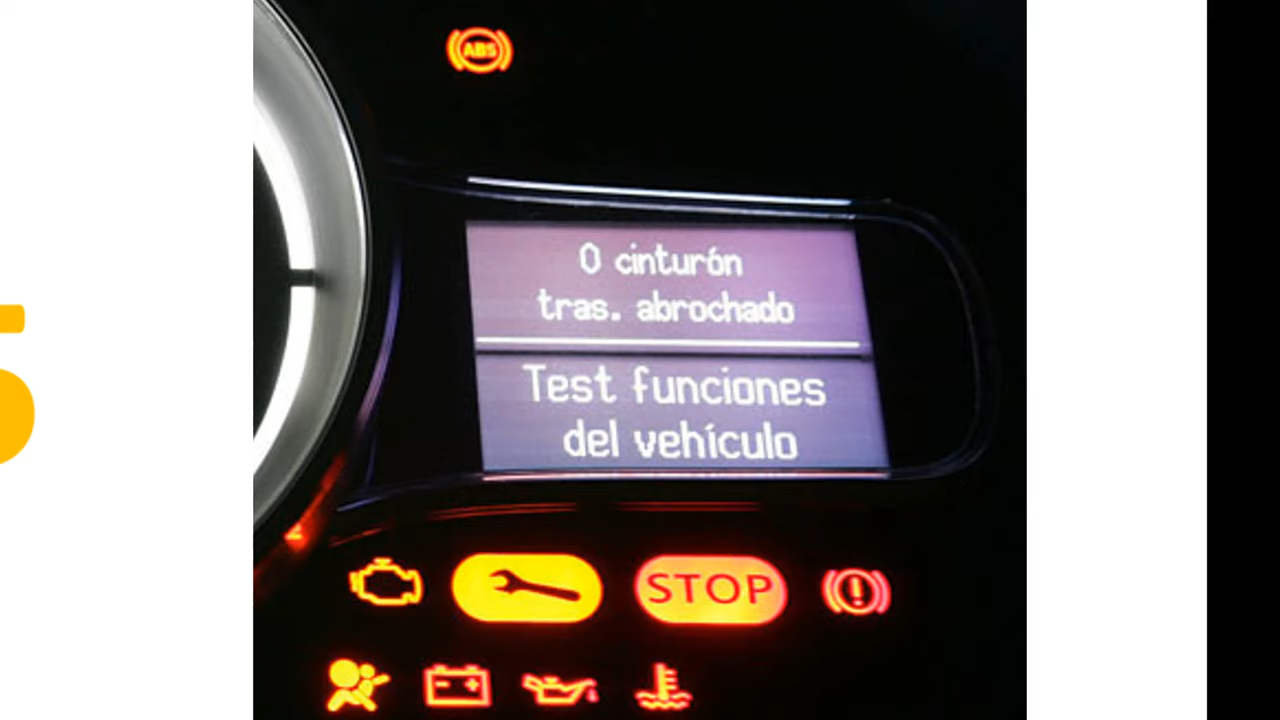 ABS
0 cinturón
tras. abrochado
Test funciones
del vehículo
STOP